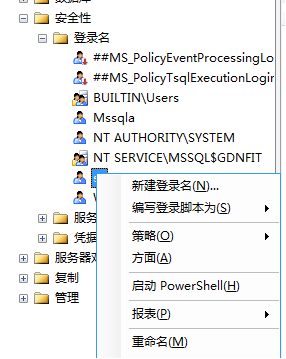 安全性
登录名
##MS_PolicyEventProcessingLo
##MS_PolicyTsqlExecutionLogin
BUILTIN\Users
Mssqla
NT AUTHORITY\SYSTEM
NT SERVICE\MSSQL$GDNFIT
新建登录名(N)...
编写登录脚本为(S)
服务
策略(O)
凭据
方面(A)
服务器对
启动 PowerShell(H)
复制
报表(P)
管理
重命名(M)